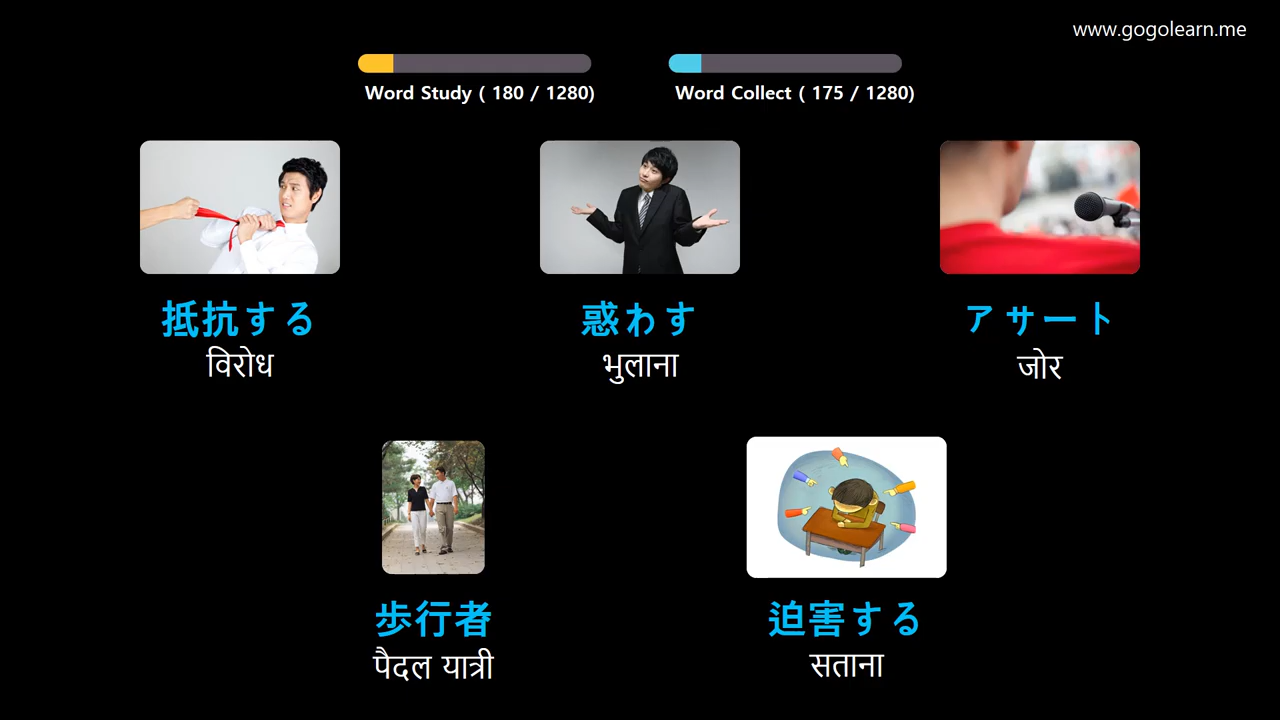 www.gogolearn.me
Word Study ( 180 / 1280)
Word Collect ( 175 / 1280)
抵抗する
विरोध
惑わす
भुलाना
アサート
जोर
歩行者
पैदल यात्री
迫害する
सताना